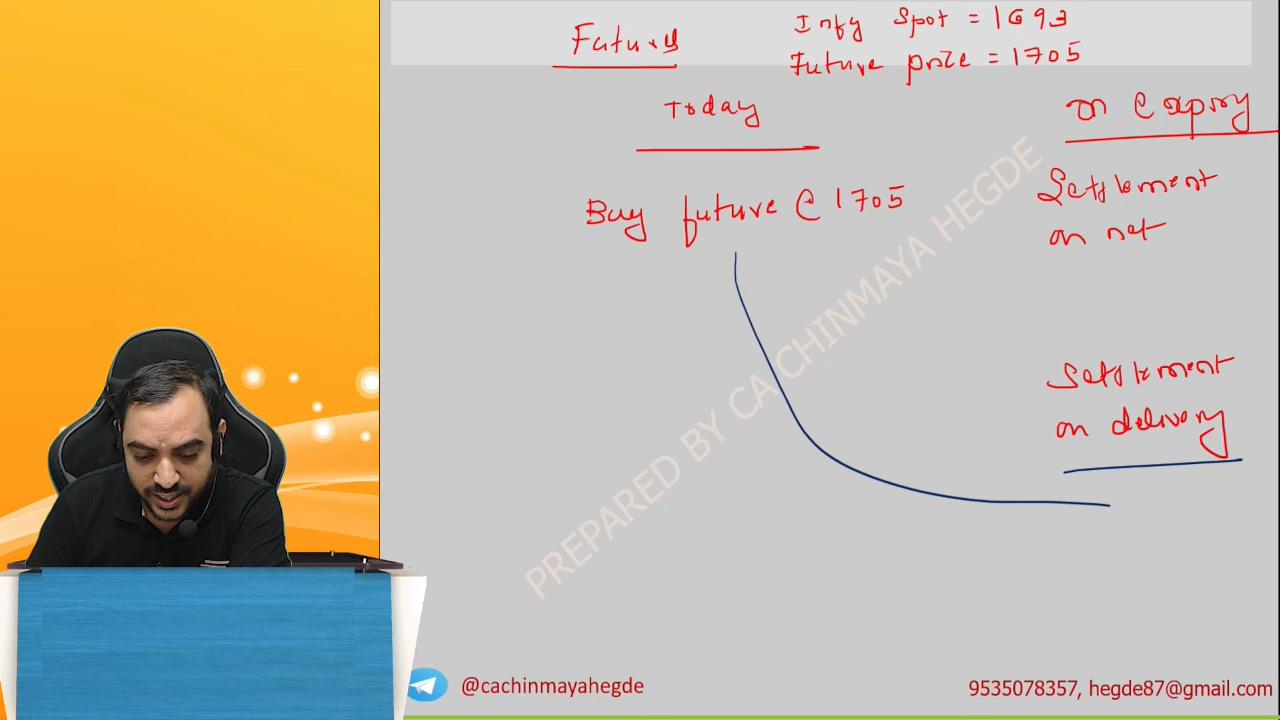 Futures
Infy Spot = 1693
Future price = 1705
Today
on Expiry
Buy future @ 1705
Settlement
on net
Settlement
on delivery
PREPARED BY CA CHINMAYA HEGDE
@cachinmayahegde
9535078357, hegde87@gmail.com